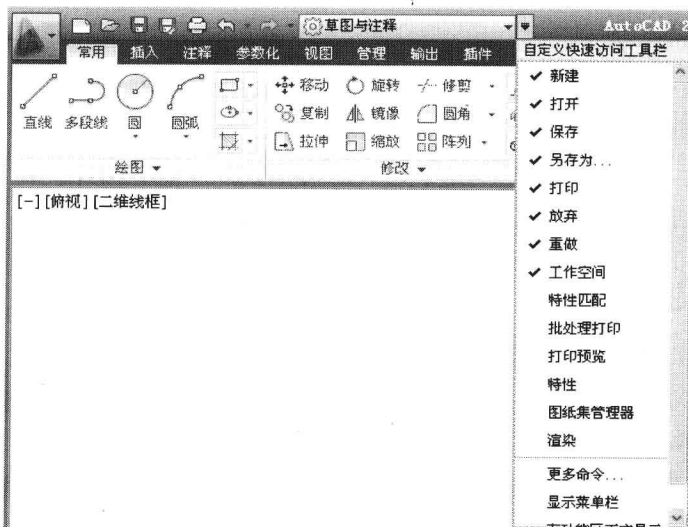 草图与注释
AutoCAD 2
常用 插入 注释 参数化 视图 管理 输出 插件
自定义快速访问工具栏
移动 旋转 修剪
复制 镜像 圆角
直线 多段线 圆 圆弧
拉伸 缩放 阵列
绘图 修改
[-][俯视][二维线框]
新建
打开
保存
另存为...
打印
放弃
重做
工作空间
特性匹配
批处理打印
打印预览
特性
图纸集管理器
渲染
更多命令...
显示菜单栏